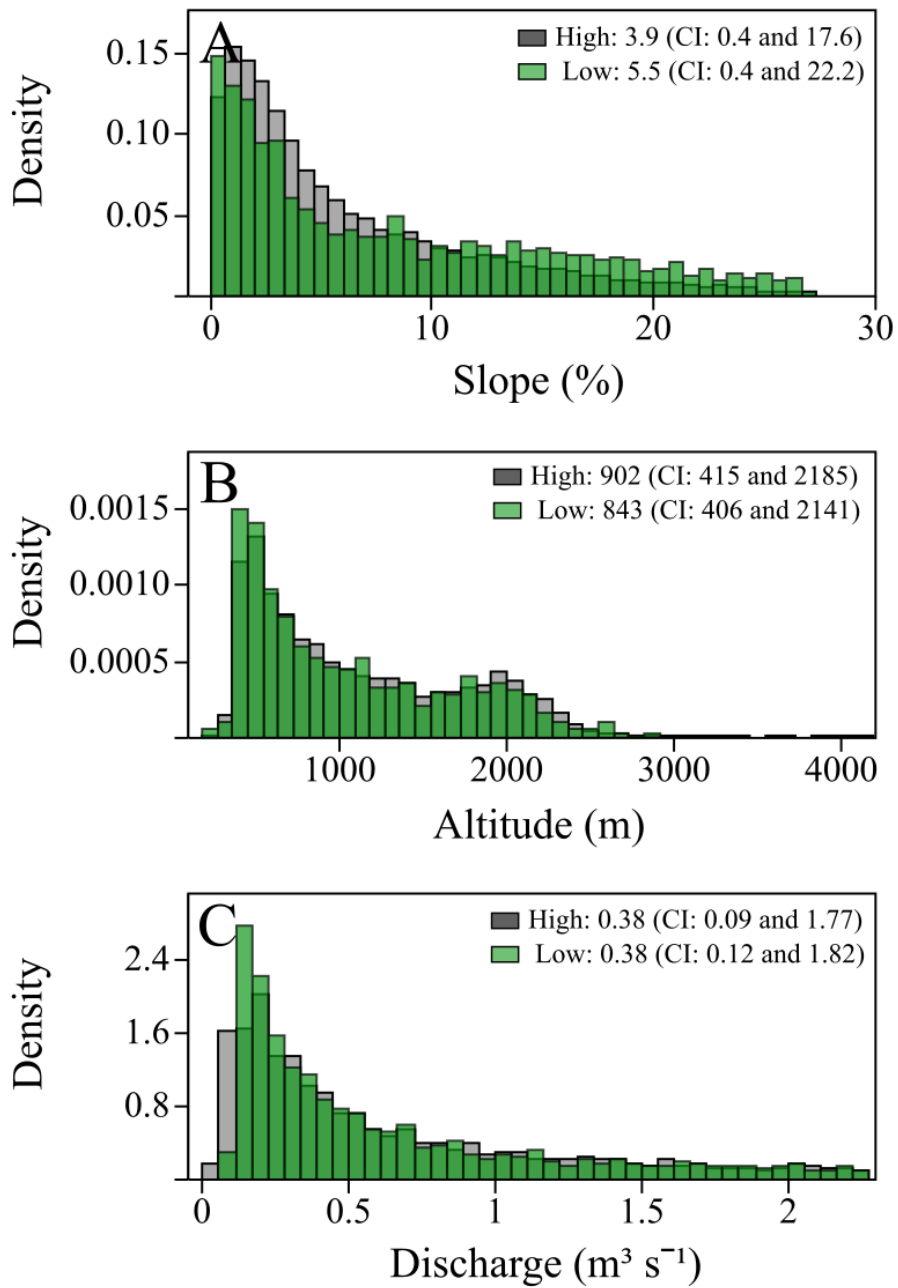 A
High: 3.9 (CI: 0.4 and 17.6)
Low: 5.5 (CI: 0.4 and 22.2)
Density
0.15
0.10
0.05
0
10
20
30
Slope (%)
B
High: 902 (CI: 415 and 2185)
Low: 843 (CI: 406 and 2141)
Density
0.0015
0.0010
0.0005
1000
2000
3000
4000
Altitude (m)
C
High: 0.38 (CI: 0.09 and 1.77)
Low: 0.38 (CI: 0.12 and 1.82)
Density
2.4
1.6
0.8
0
0.5
1
1.5
2
Discharge (m³ s⁻¹)